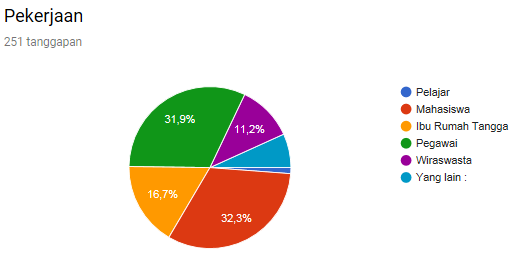 Pekerjaan
251 tanggapan
31,9%
11,2%
16,7%
32,3%
Pelajar
Mahasiswa
Ibu Rumah Tangga
Pegawai
Wiraswasta
Yang lain :